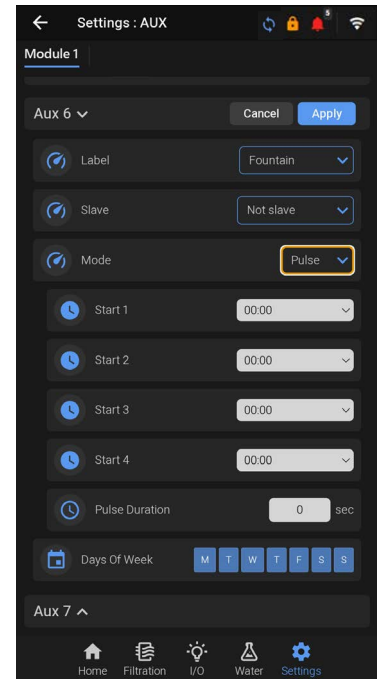 Settings : AUX
5
Module 1
Aux 6
Cancel
Apply
Label
Fountain
Slave
Not slave
Mode
Pulse
Start 1
00:00
Start 2
00:00
Start 3
00:00
Start 4
00:00
Pulse Duration
0
sec
Days Of Week
M T W T F S S
Aux 7
Home Filtration I/O Water Settings